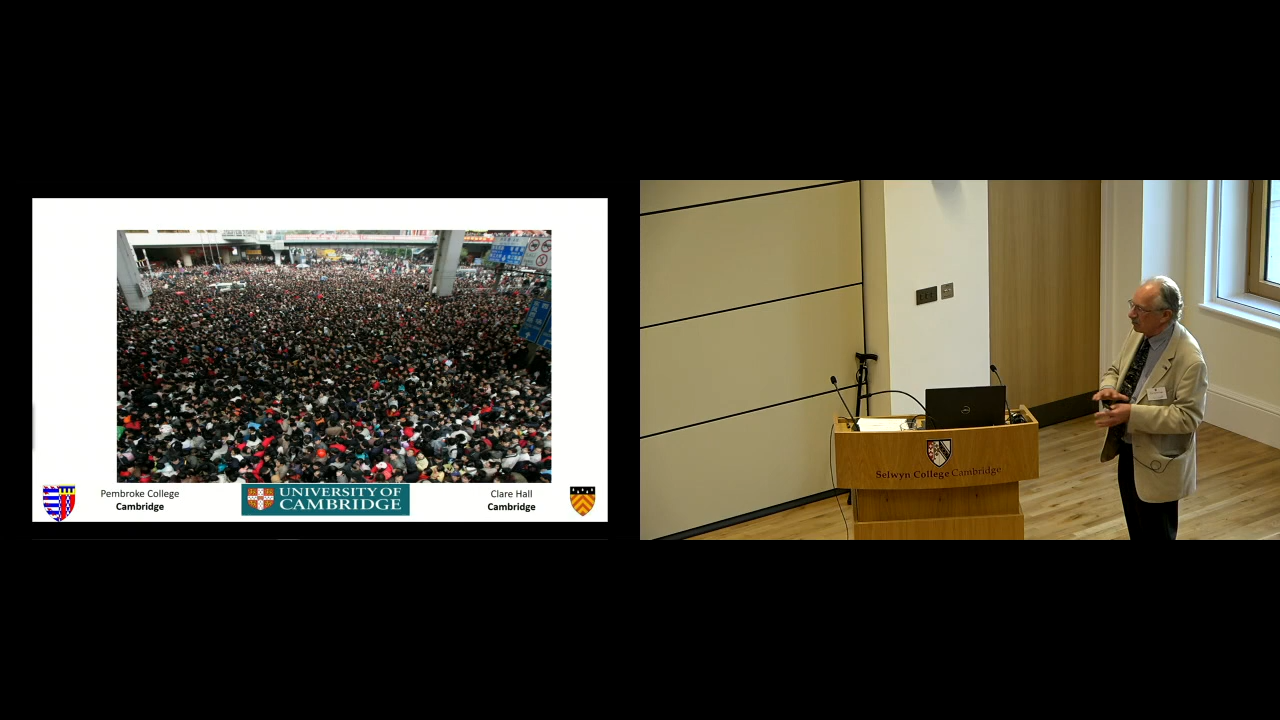 Pembroke College
Cambridge
UNIVERSITY OF
CAMBRIDGE
Clare Hall
Cambridge
Selwyn College Cambridge